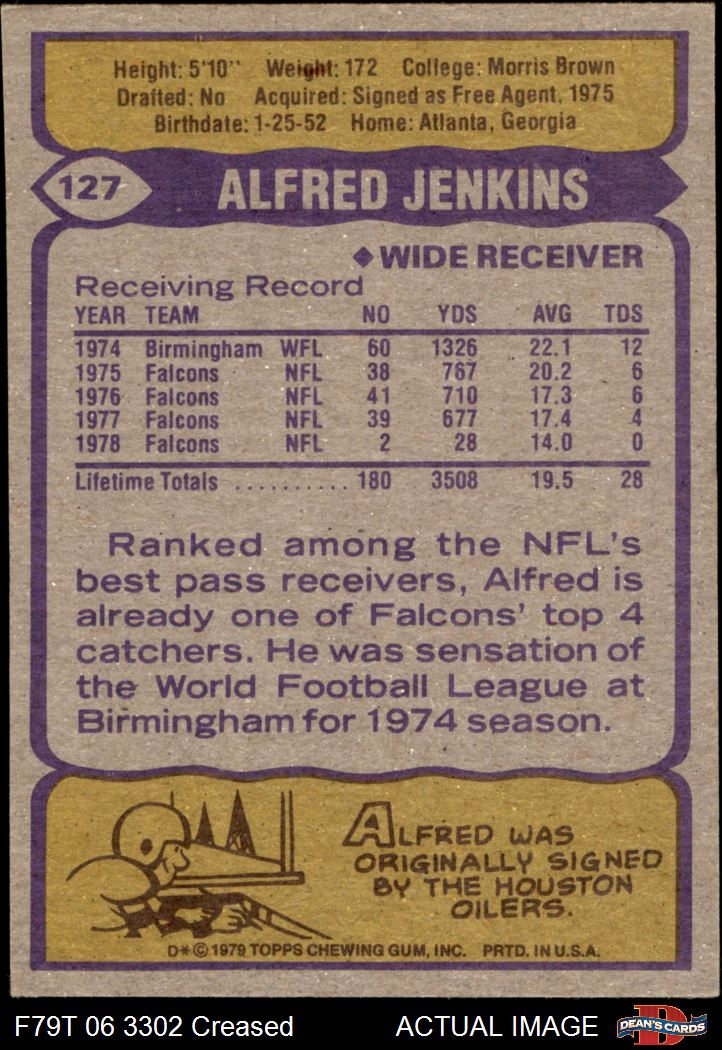 Height: 5'10" Weight: 172 College: Morris Brown
Drafted: No Acquired: Signed as Free Agent, 1975
Birthdate: 1-25-52 Home: Atlanta, Georgia
127 ALFRED JENKINS
◆ WIDE RECEIVER
Receiving Record
YEAR TEAM NO YDS AVG TDS
1974 Birmingham WFL 60 1326 22.1 12
1975 Falcons NFL 38 767 20.2 6
1976 Falcons NFL 41 710 17.3 6
1977 Falcons NFL 39 677 17.4 4
1978 Falcons NFL 2 28 14.0 0
Lifetime Totals .......... 180 3508 19.5 28
Ranked among the NFL's
best pass receivers, Alfred is
already one of Falcons' top 4
catchers. He was sensation of
the World Football League at
Birmingham for 1974 season.
ALFRED WAS
ORIGINALLY SIGNED
BY THE HOUSTON
OILERS.
D*© 1979 TOPPS CHEWING GUM, INC. PRTD. IN U.S.A.
F79T 06 3302 Creased ACTUAL IMAGE D DEAN'S CARDS